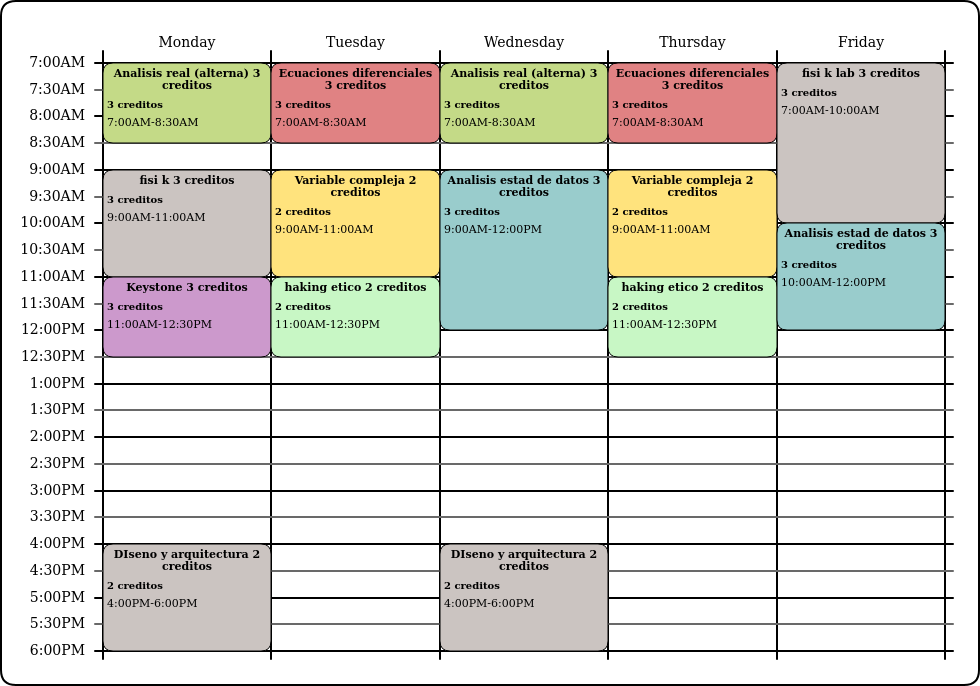 Monday Tuesday Wednesday Thursday Friday
7:00AM
7:30AM
8:00AM
8:30AM
9:00AM
9:30AM
10:00AM
10:30AM
11:00AM
11:30AM
12:00PM
12:30PM
1:00PM
1:30PM
2:00PM
2:30PM
3:00PM
3:30PM
4:00PM
4:30PM
5:00PM
5:30PM
6:00PM
Analisis real (alterna) 3
creditos
3 creditos
7:00AM-8:30AM
fisi k 3 creditos
3 creditos
9:00AM-11:00AM
Keystone 3 creditos
3 creditos
11:00AM-12:30PM
DIseno y arquitectura 2
creditos
2 creditos
4:00PM-6:00PM
Ecuaciones diferenciales
3 creditos
3 creditos
7:00AM-8:30AM
Variable compleja 2
creditos
2 creditos
9:00AM-11:00AM
haking etico 2 creditos
2 creditos
11:00AM-12:30PM
Analisis real (alterna) 3
creditos
3 creditos
7:00AM-8:30AM
Analisis estad de datos 3
creditos
3 creditos
9:00AM-12:00PM
DIseno y arquitectura 2
creditos
2 creditos
4:00PM-6:00PM
Ecuaciones diferenciales
3 creditos
3 creditos
7:00AM-8:30AM
Variable compleja 2
creditos
2 creditos
9:00AM-11:00AM
haking etico 2 creditos
2 creditos
11:00AM-12:30PM
fisi k lab 3 creditos
3 creditos
7:00AM-10:00AM
Analisis estad de datos 3
creditos
3 creditos
10:00AM-12:00PM